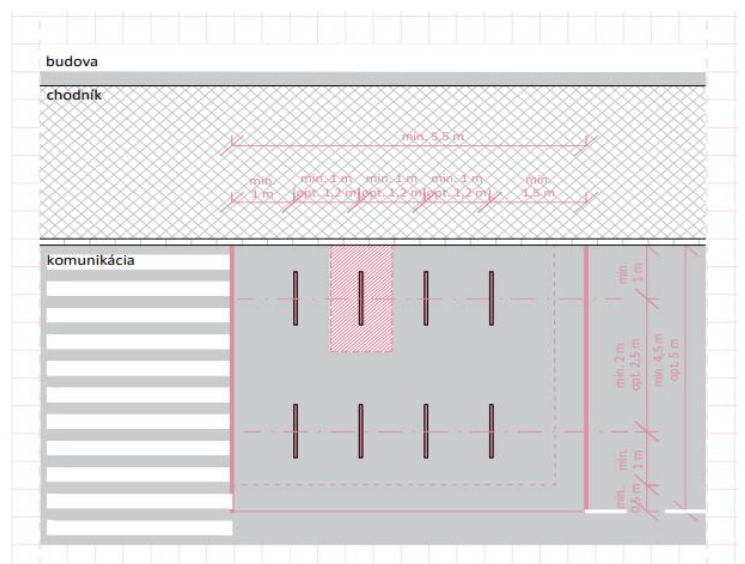 budova
chodník
min. 5,5 m
min. 1 m
min. 1 m
opt. 1,2 m
min. 1 m
opt. 1,2 m
min. 1 m
opt. 1,2 m
min.
1,5 m
komunikácia
min.
1 m
min. 2 m
opt. 2,5 m
min. 4,5 m
opt. 5 m
min.
1 m
min.
0,5 m